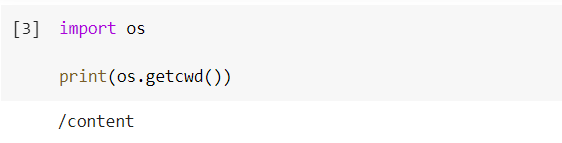 [3] import os
print(os.getcwd())
/content